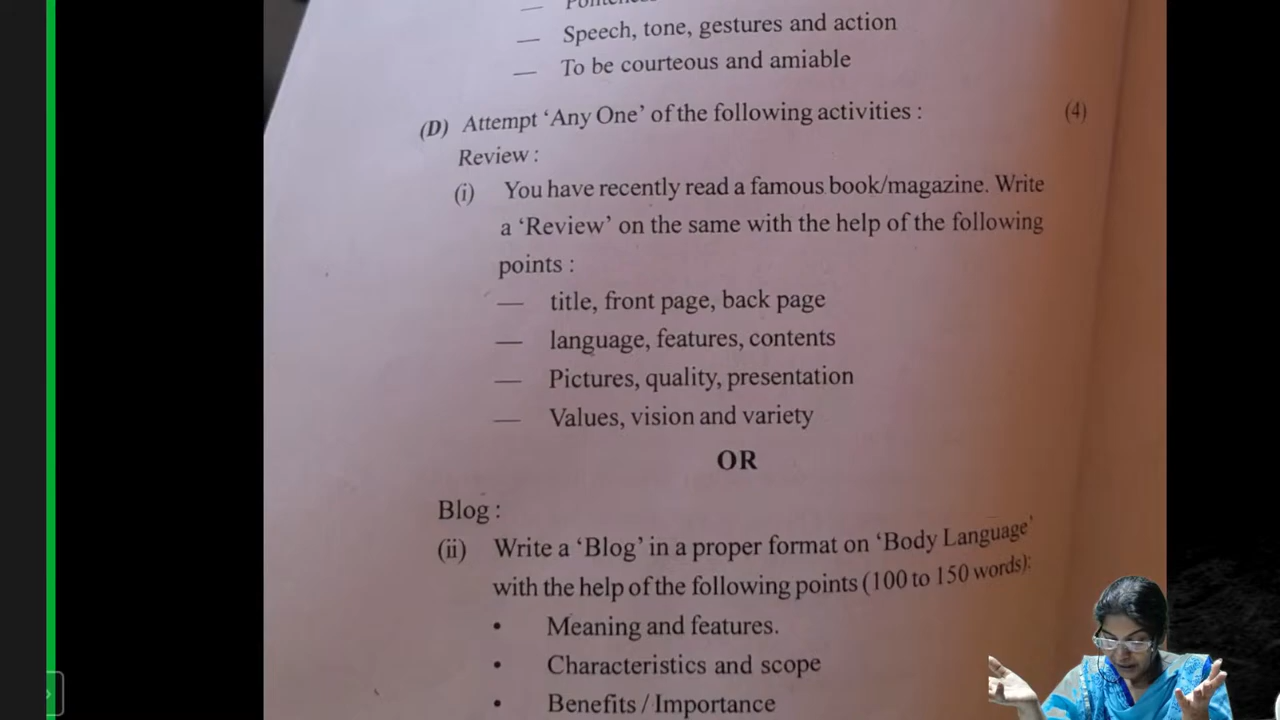 —
— Speech, tone, gestures and action
— To be courteous and amiable
(D) Attempt ‘Any One’ of the following activities : (4)
Review :
(i) You have recently read a famous book/magazine. Write
a ‘Review’ on the same with the help of the following
points :
— title, front page, back page
— language, features, contents
— Pictures, quality, presentation
— Values, vision and variety
OR
Blog :
(ii) Write a ‘Blog’ in a proper format on ‘Body Language’
with the help of the following points (100 to 150 words):
• Meaning and features.
• Characteristics and scope
• Benefits / Importance